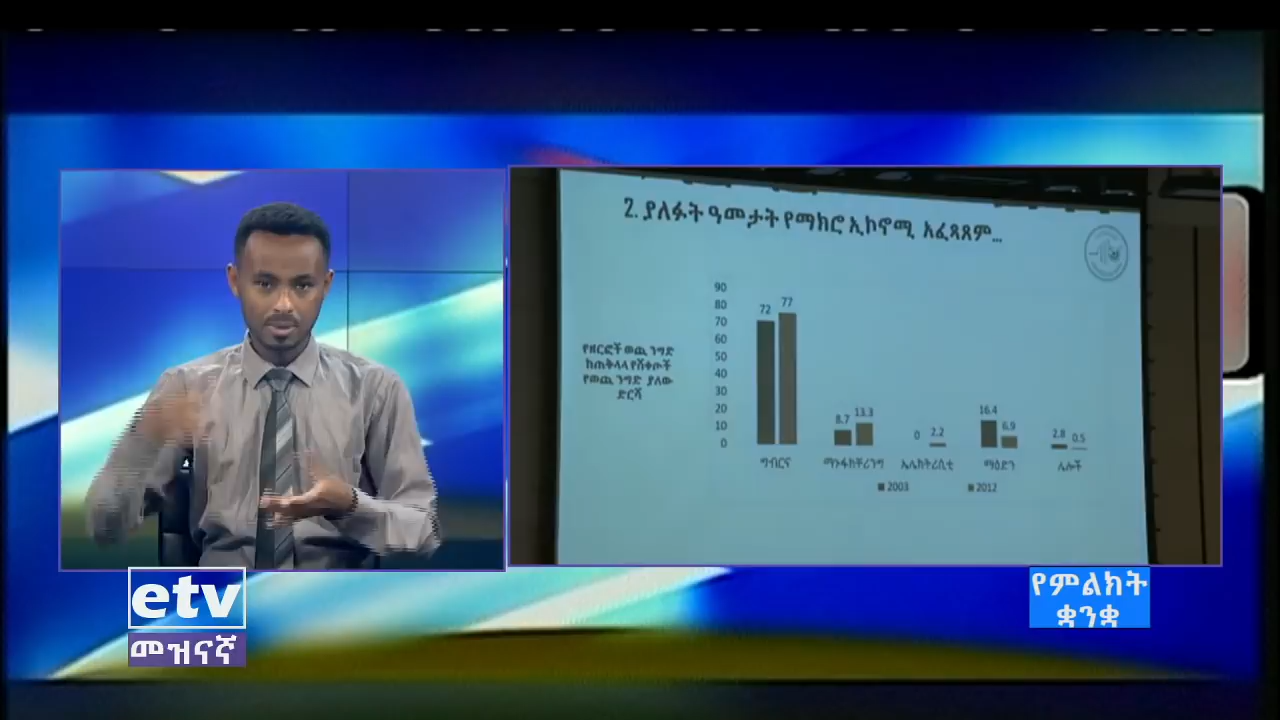 2. ያለፉት ዓመታት የማክሮ ኢኮኖሚ አፈጻጸም...
የዘርፎች ወጪ ንግድ
ከጠቅላላ የሸቀጦች
የወጪ ንግድ ያለው
ድርሻ
90
80
70
60
50
40
30
20
10
0
72 77
8.7 13.3
0 2.2
16.4 6.9
2.8 0.5
ግብርና ማኑፋክቸሪንግ ኤሌክትሪሲቲ ማዕድን ሌሎች
2003 2012
etv
መዝናኛ
የምልክት
ቋንቋ